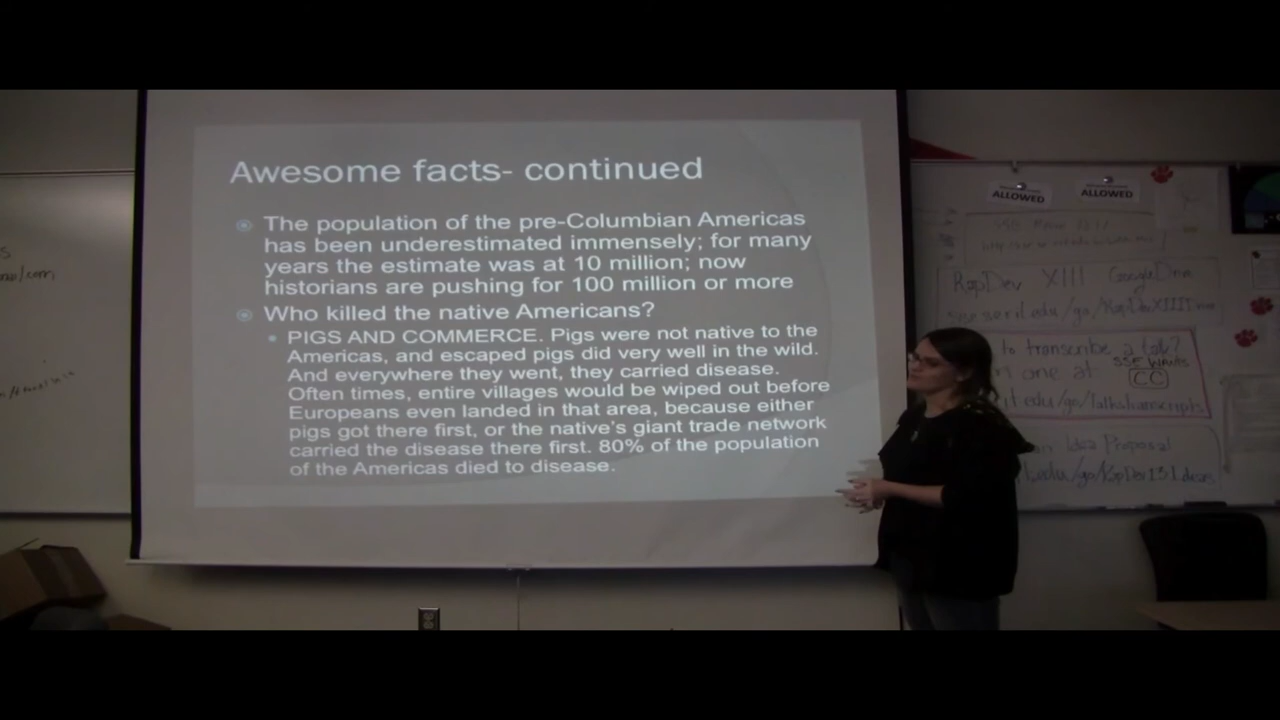 Awesome facts- continued
The population of the pre-Columbian Americas
has been underestimated immensely; for many
years the estimate was at 10 million; now
historians are pushing for 100 million or more
Who killed the native Americans?
PIGS AND COMMERCE. Pigs were not native to the
Americas, and escaped pigs did very well in the wild.
And everywhere they went, they carried disease.
Often times, entire villages would be wiped out before
Europeans even landed in that area, because either
pigs got there first, or the native's giant trade network
carried the disease there first. 80% of the population
of the Americas died to disease.
ALLOWED
ALLOWED
RapDev XIII
to transcribe a talk?
one at:
CC
Idea Proposal